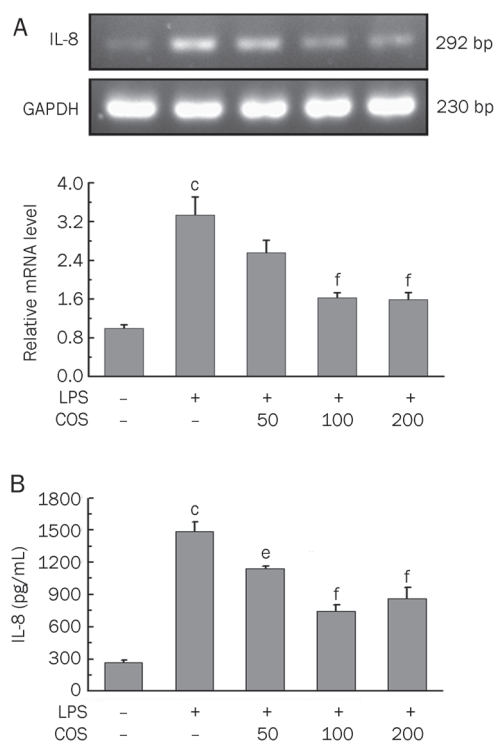 A
IL-8
292 bp
GAPDH
230 bp
Relative mRNA level
4.0
3.2
2.4
1.6
0.8
0.0
c
f
f
LPS – + + + +
COS – – 50 100 200
B
IL-8 (pg/mL)
1800
1500
1200
900
600
300
0
c
e
f
f
LPS – + + + +
COS – – 50 100 200